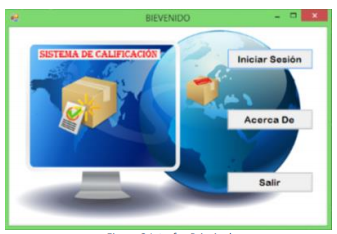 BIEVENIDO
SISTEMA DE CALIFICACIÓN
Iniciar Sesión
Acerca De
Salir